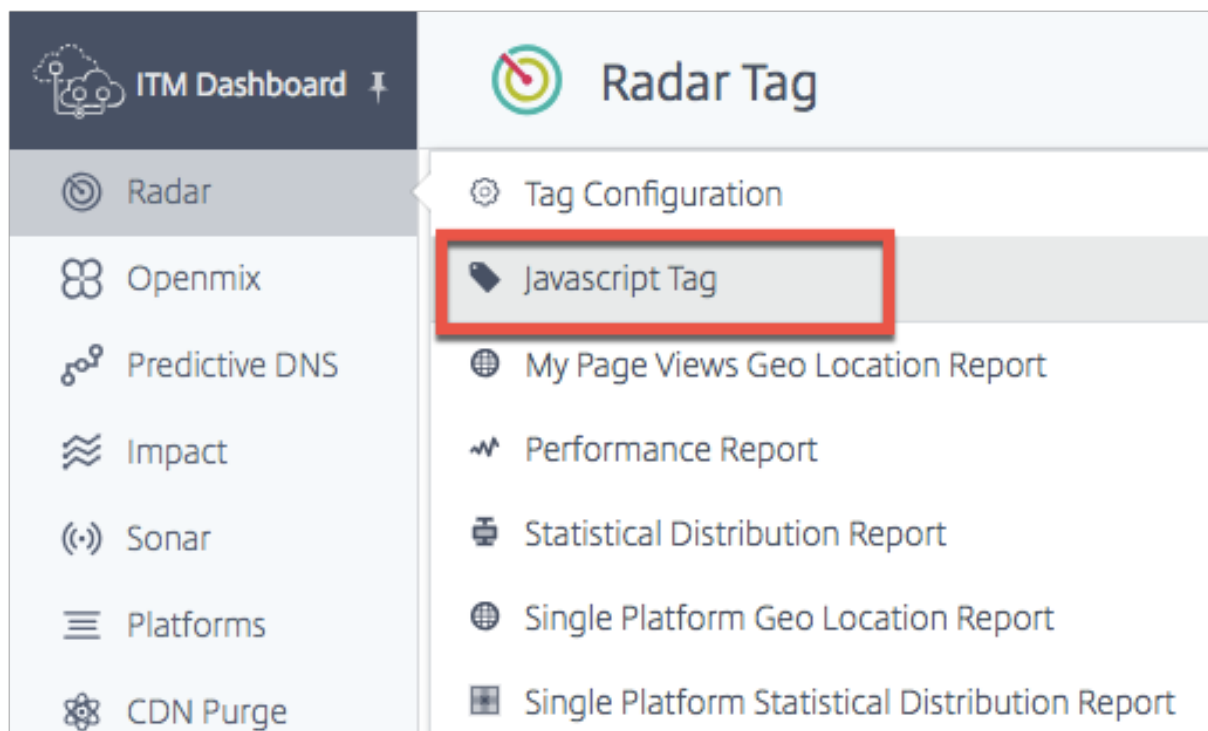 ITM Dashboard
Radar Tag
Radar
Openmix
Predictive DNS
Impact
Sonar
Platforms
CDN Purge
Tag Configuration
Javascript Tag
My Page Views Geo Location Report
Performance Report
Statistical Distribution Report
Single Platform Geo Location Report
Single Platform Statistical Distribution Report